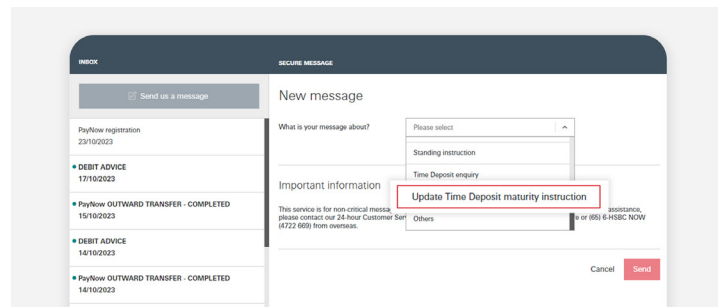 INBOX
SECURE MESSAGE
Send us a message
New message
PayNow registration
23/10/2023
What is your message about?
Please select
Standing instruction
Time Deposit enquiry
Update Time Deposit maturity instruction
Others
DEBIT ADVICE
17/10/2023
PayNow OUTWARD TRANSFER - COMPLETED
15/10/2023
DEBIT ADVICE
14/10/2023
PayNow OUTWARD TRANSFER - COMPLETED
14/10/2023
Important information
This service is for non-critical assistance,
please contact our 24-hour Customer or (65) 6-HSBC NOW
(4722 669) from overseas.
Cancel
Send